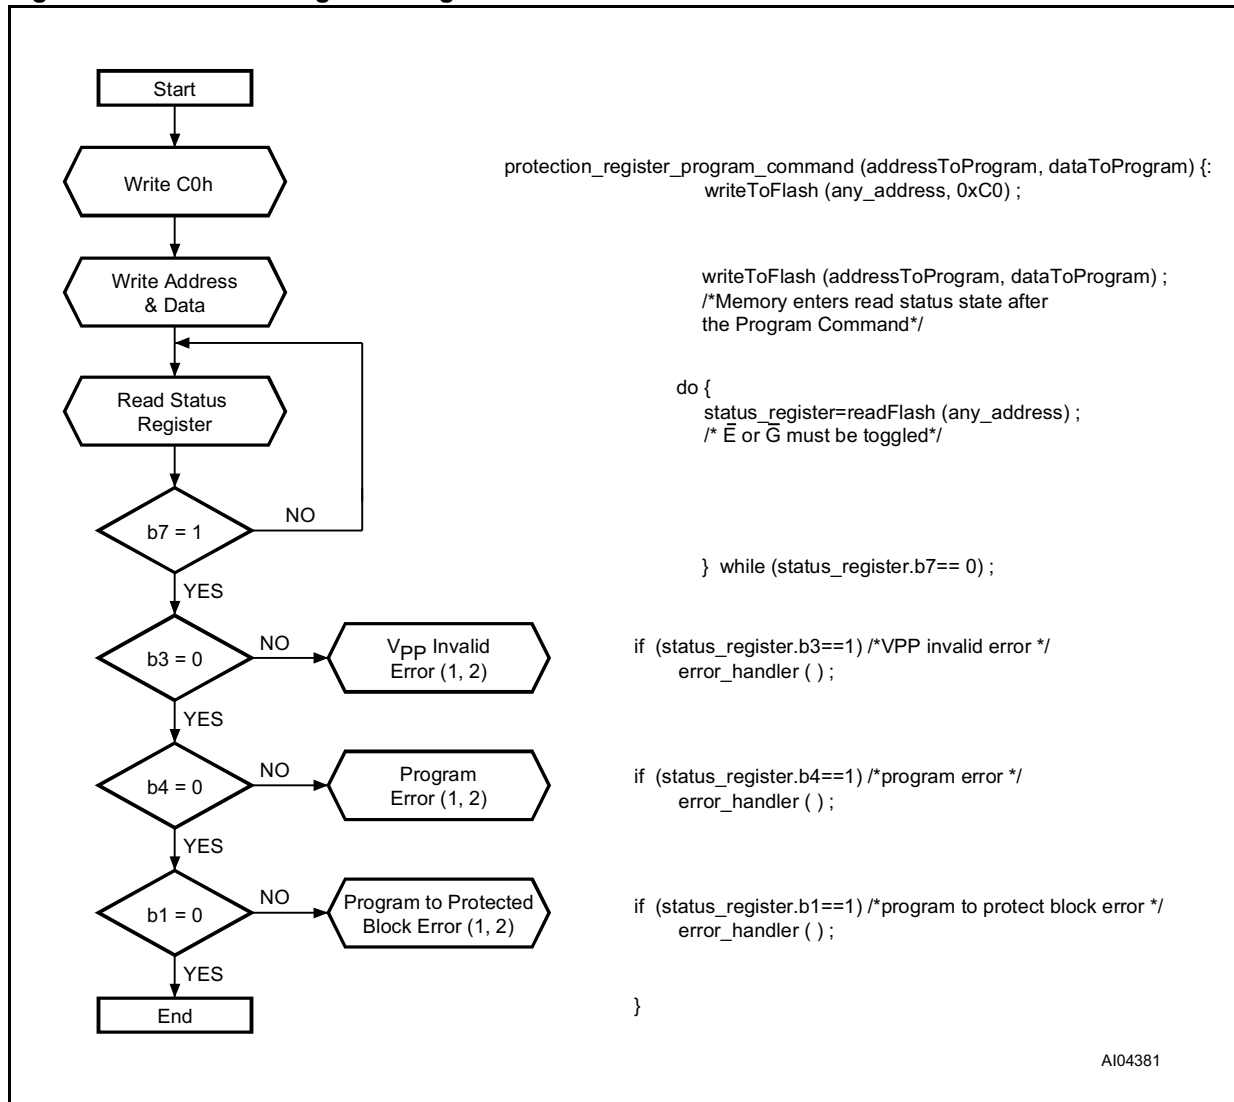 Start
Write C0h
Write Address
& Data
Read Status
Register
b7 = 1
NO
YES
b3 = 0
NO
VPP Invalid
Error (1, 2)
YES
b4 = 0
NO
Program
Error (1, 2)
YES
b1 = 0
NO
Program to Protected
Block Error (1, 2)
YES
End
protection_register_program_command (addressToProgram, dataToProgram) {:
writeToFlash (any_address, 0xC0) ;
writeToFlash (addressToProgram, dataToProgram) ;
/*Memory enters read status state after
the Program Command*/
do {
status_register=readFlash (any_address) ;
/* E̅ or G̅ must be toggled*/
} while (status_register.b7== 0) ;
if (status_register.b3==1) /*VPP invalid error */
error_handler ( ) ;
if (status_register.b4==1) /*program error */
error_handler ( ) ;
if (status_register.b1==1) /*program to protect block error */
error_handler ( ) ;
}
AI04381